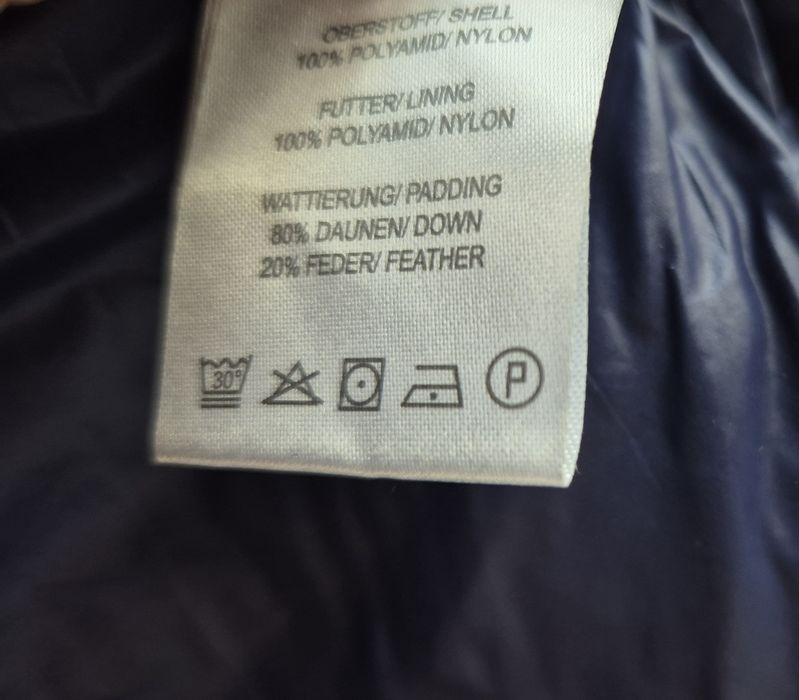 OBERSTOFF/ SHELL
100% POLYAMID/ NYLON
FUTTER/ LINING
100% POLYAMID/ NYLON
WATTIERUNG/ PADDING
80% DAUNEN/ DOWN
20% FEDER/ FEATHER
30° P